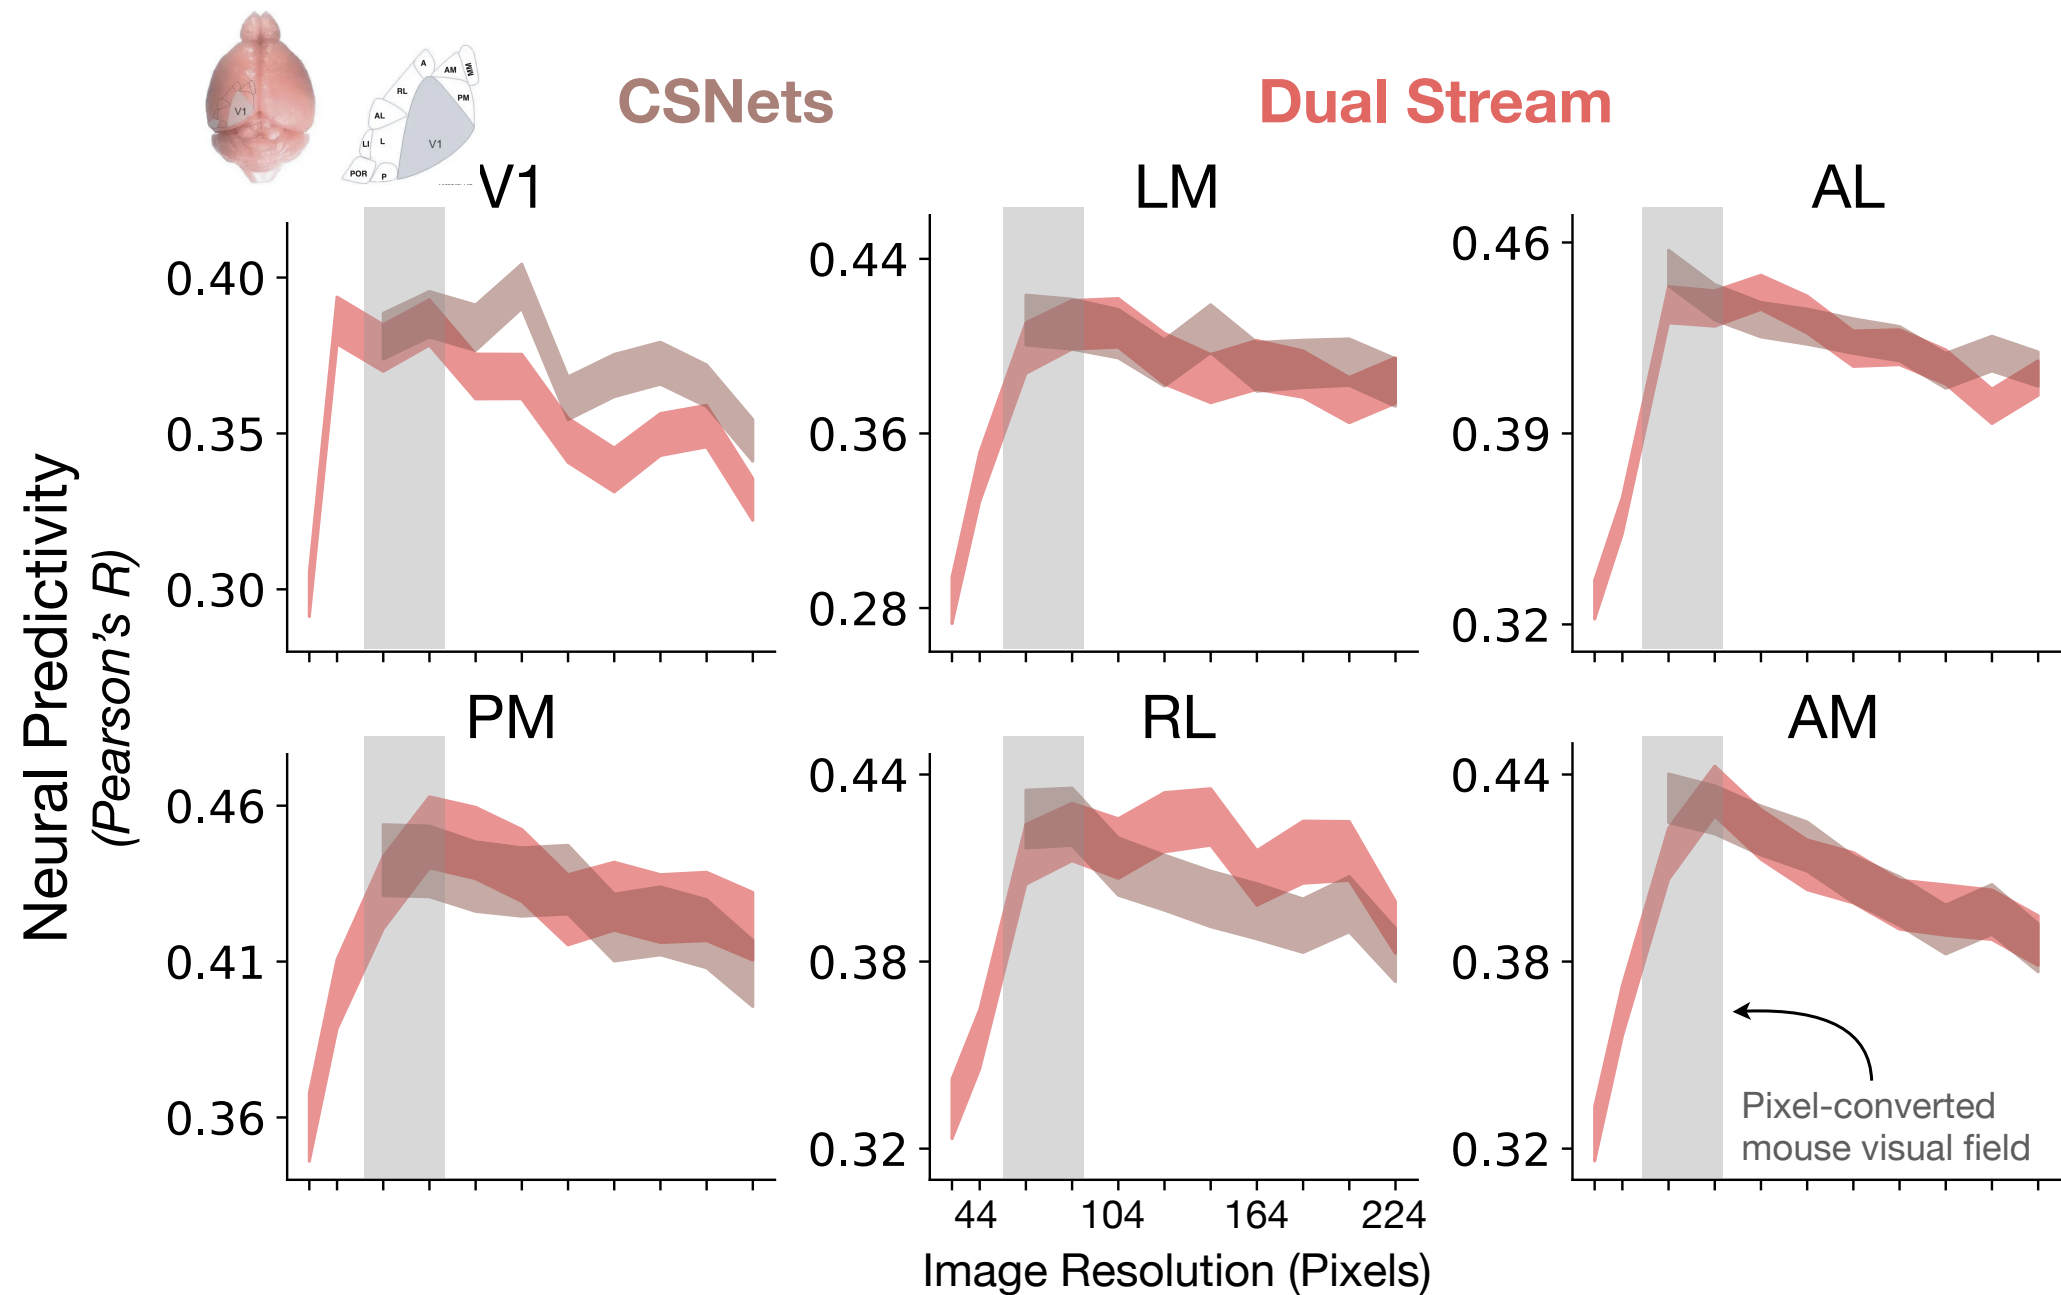 V1
A
AM
MM
RL
PM
AL
LI
L
V1
POR
P
CSNets
Dual Stream
V1
LM
AL
0.40
0.35
0.30
0.44
0.36
0.28
0.46
0.39
0.32
PM
RL
AM
0.46
0.41
0.36
0.44
0.38
0.32
0.44
0.38
0.32
Neural Predictivity
(Pearson's R)
Pixel-converted
mouse visual field
44 104 164 224
Image Resolution (Pixels)